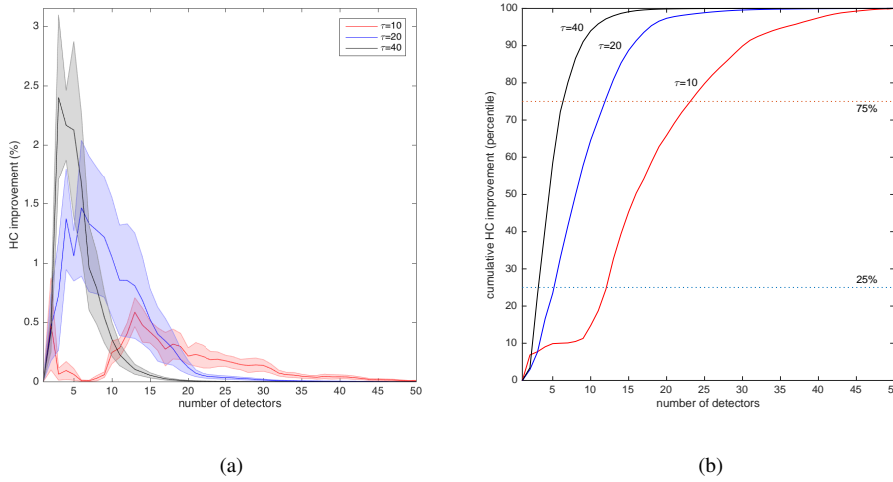 3.5
3
2.5
2
1.5
1
0.5
0
HC improvement (%)
5 10 15 20 25 30 35 40 45 50
number of detectors
τ=10
τ=20
τ=40
(a)
100
90
80
70
60
50
40
30
20
10
0
cumulative HC improvement (percentile)
τ=40
τ=20
τ=10
75%
25%
5 10 15 20 25 30 35 40 45 50
number of detectors
(b)